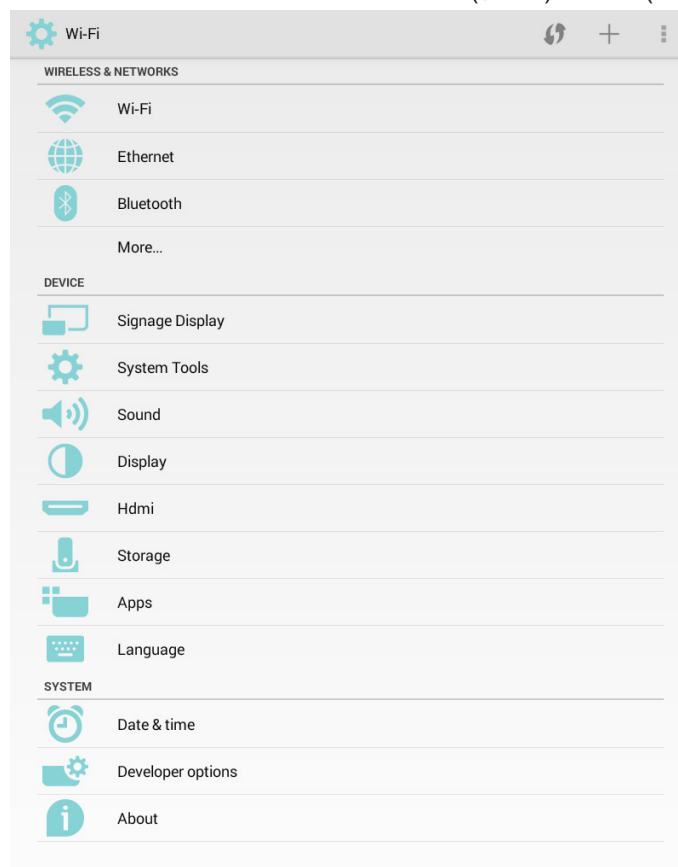 Wi-Fi
WIRELESS & NETWORKS
Wi-Fi
Ethernet
Bluetooth
More...
DEVICE
Signage Display
System Tools
Sound
Display
Hdmi
Storage
Apps
Language
SYSTEM
Date & time
Developer options
About